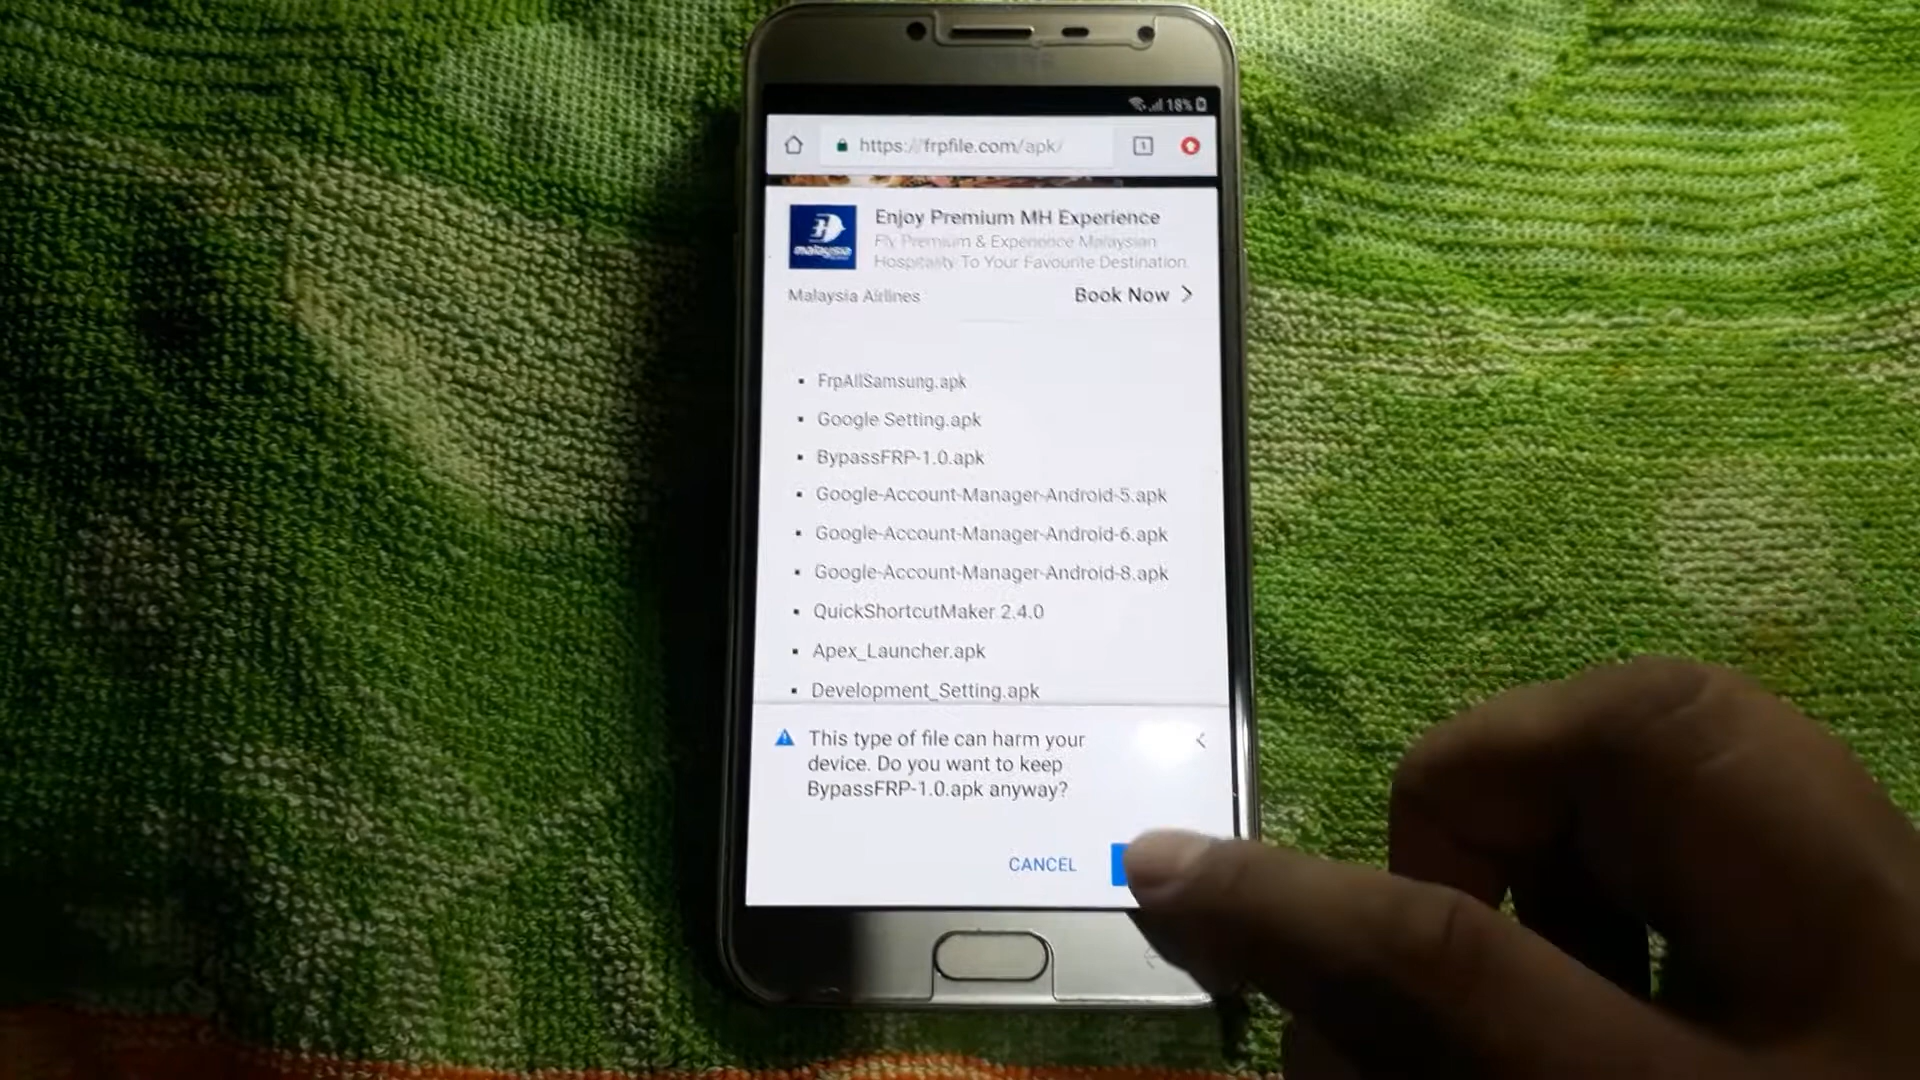 18%
https://frpfile.com/apk/
1
Enjoy Premium MH Experience
Fly Premium & Experience Malaysian
Hospitality To Your Favourite Destination.
malaysia
Malaysia Airlines
Book Now
FrpAllSamsung.apk
Google Setting.apk
BypassFRP-1.0.apk
Google-Account-Manager-Android-5.apk
Google-Account-Manager-Android-6.apk
Google-Account-Manager-Android-8.apk
QuickShortcutMaker 2.4.0
Apex_Launcher.apk
Development_Setting.apk
This type of file can harm your
device. Do you want to keep
BypassFRP-1.0.apk anyway?
CANCEL